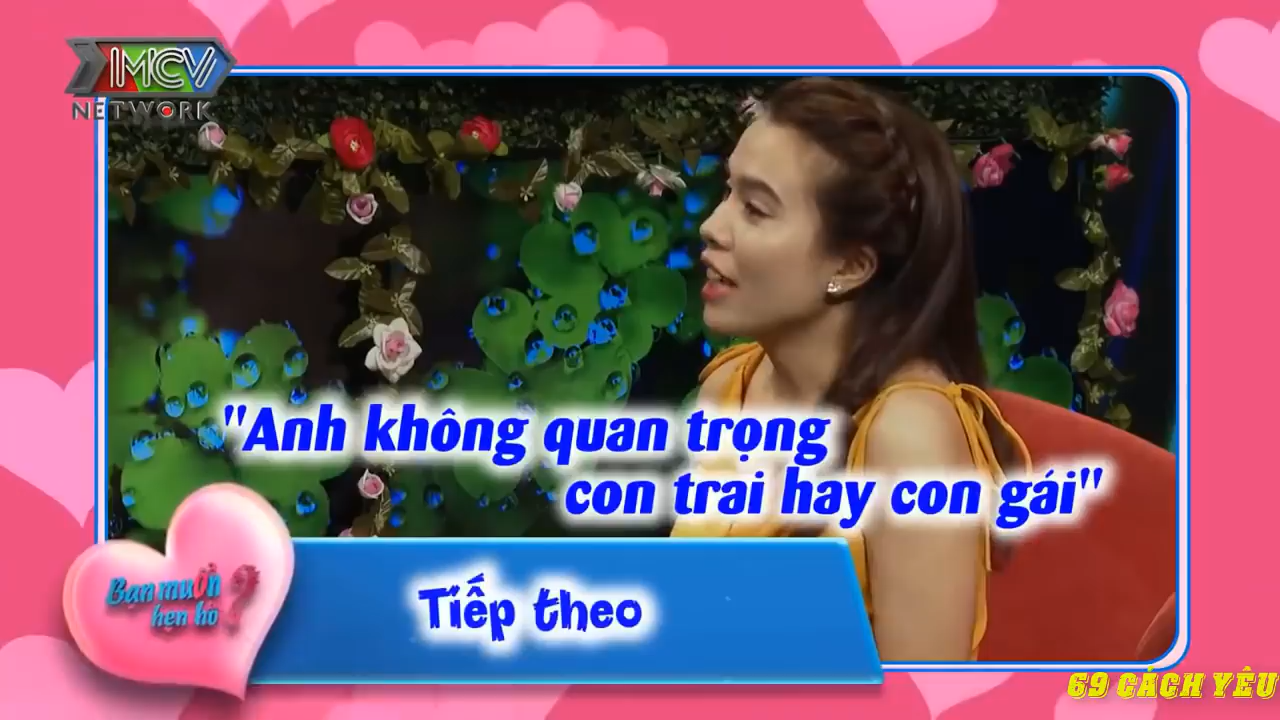 MCV
NETWORK
"Anh không quan trọng
con trai hay con gái"
Bạn muốn
hẹn hò ?
Tiếp theo
69 CÁCH YÊU